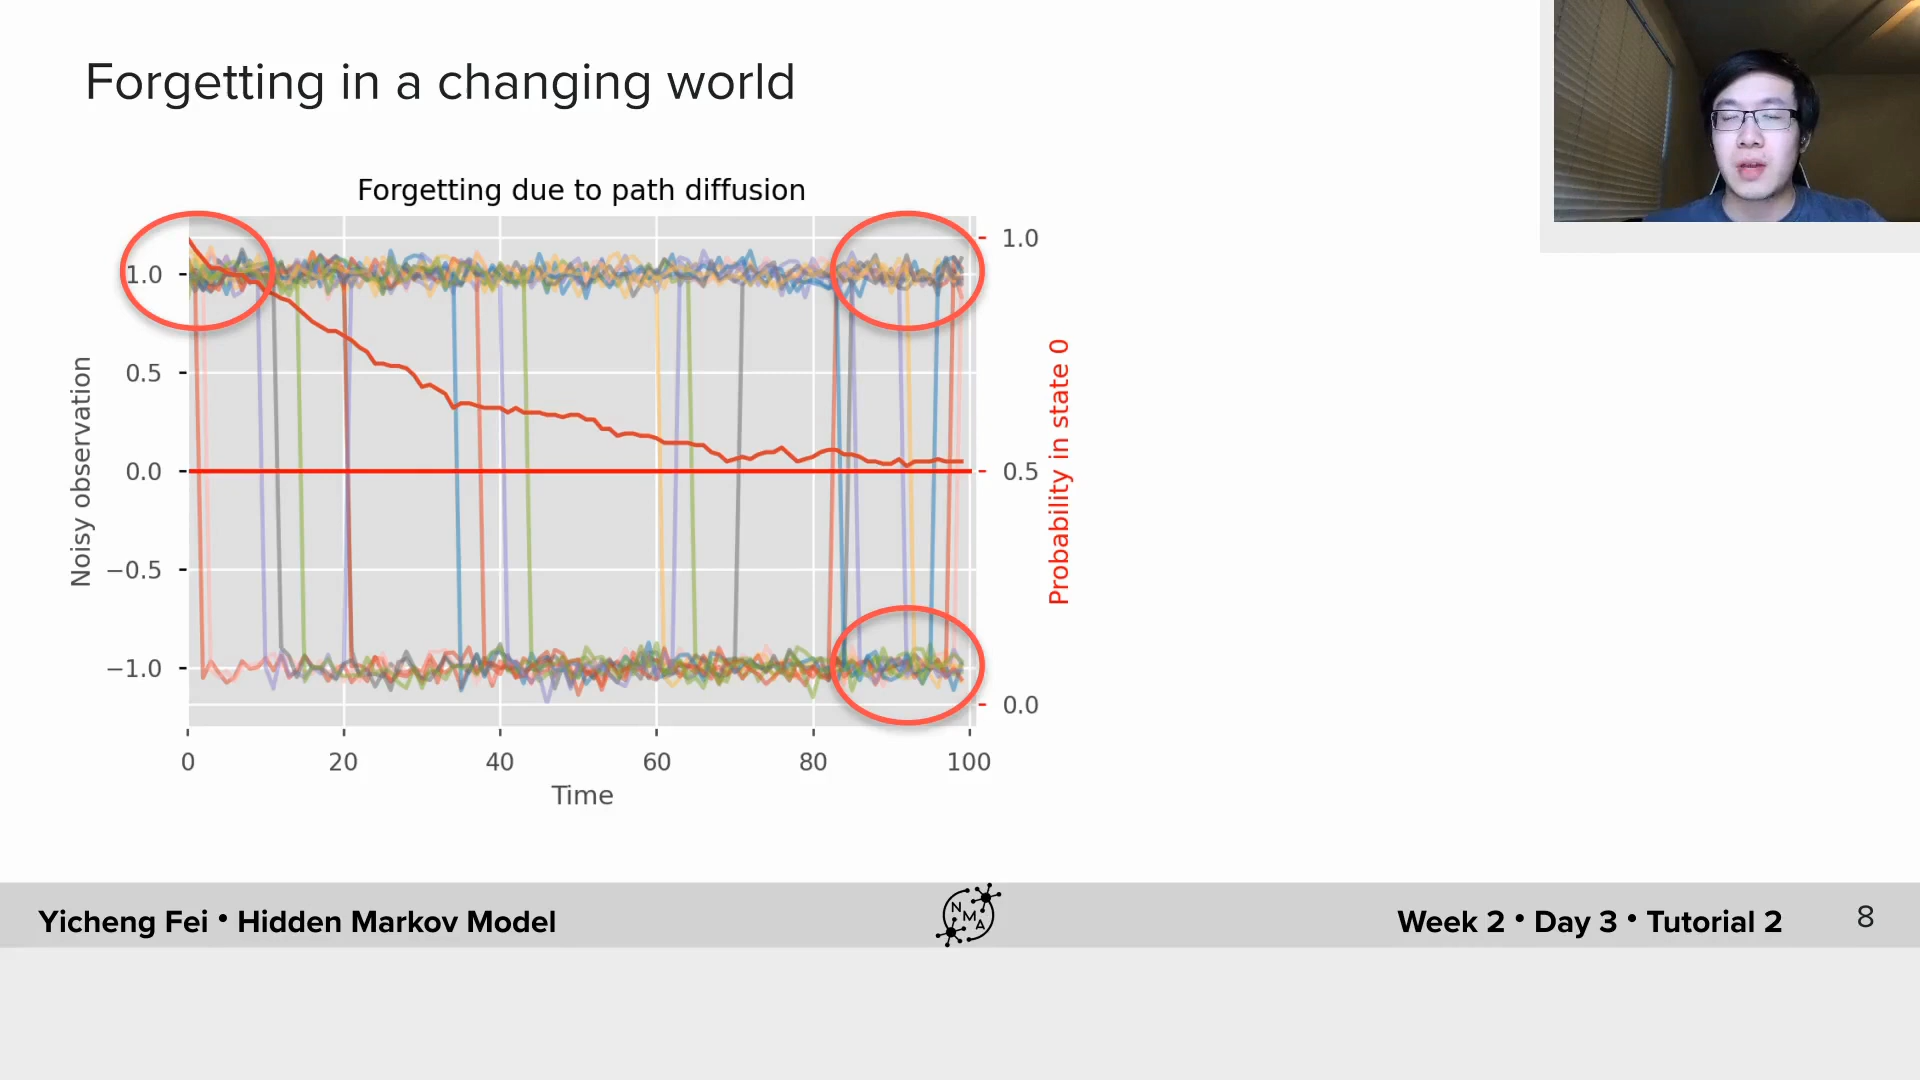 Forgetting in a changing world
Forgetting due to path diffusion
1.0
0.5
0.0
−0.5
−1.0
Noisy observation
1.0
0.5
0.0
Probability in state 0
0 20 40 60 80 100
Time
Yicheng Fei • Hidden Markov Model
N
M
A
Week 2 • Day 3 • Tutorial 2
8